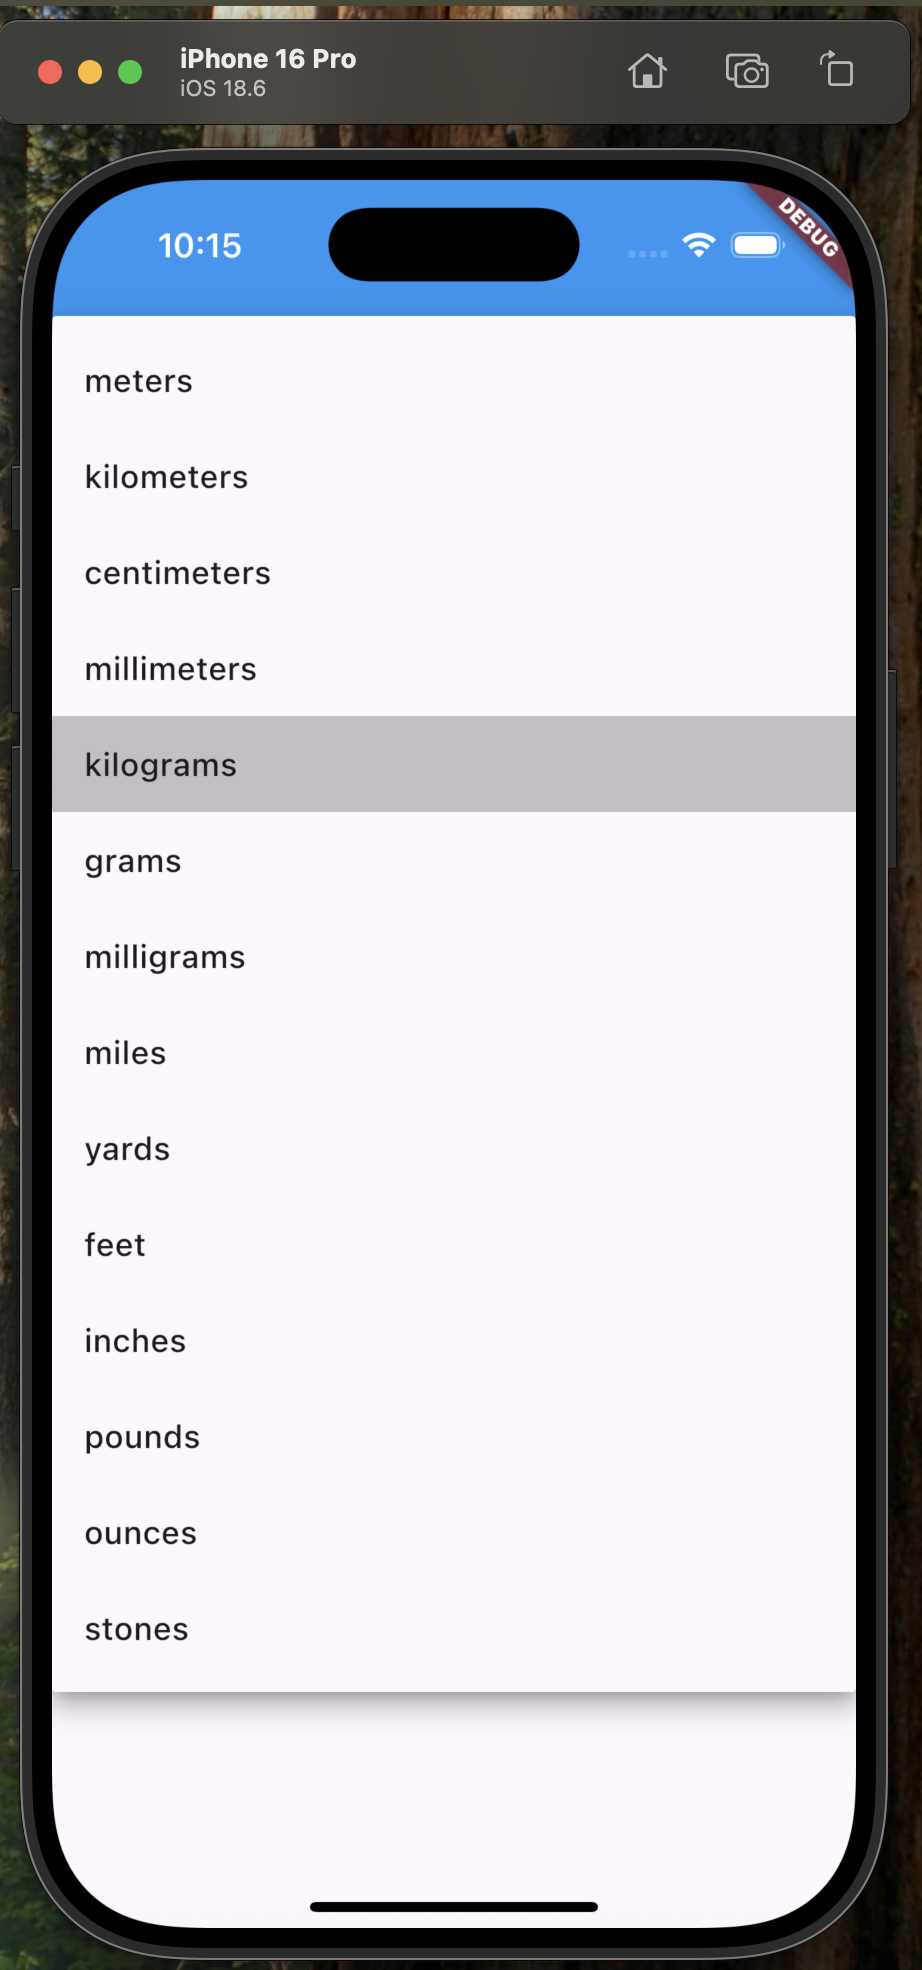 iPhone 16 Pro
iOS 18.6
10:15
DEBUG
meters
kilometers
centimeters
millimeters
kilograms
grams
milligrams
miles
yards
feet
inches
pounds
ounces
stones